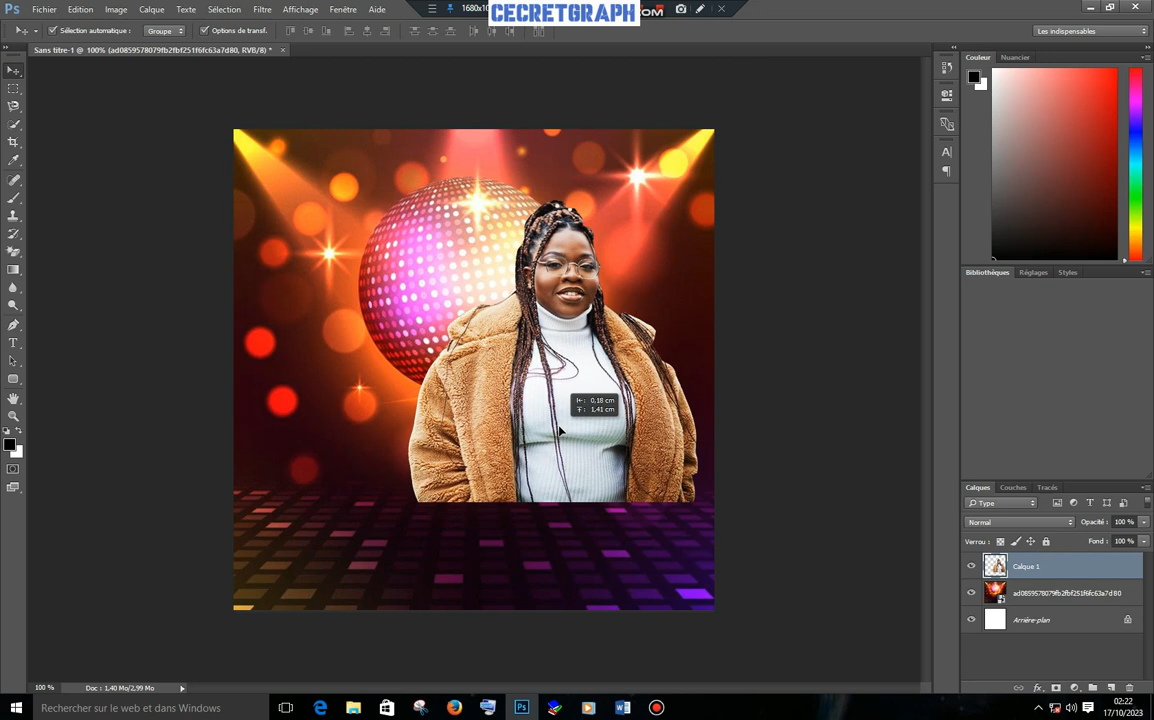 Ps Fichier Edition Image Calque Texte Sélection Filtre Affichage Fenêtre Aide
1680x10
CECRETGRAPH
OM
Sélection automatique : Groupe Options de transf.
Les indispensables
Sans titre-1 @ 100% (ad0859578079fb2fbf251f6fc63a7d80, RVB/8) *
Couleur Nuancier
Bibliothèques Réglages Styles
0,18 cm
1,41 cm
Calques Couches Tracés
Type
Normal Opacité : 100 %
Verrou : Fond : 100 %
Calque 1
ad0859578079fb2fbf251f6fc63a7d80
Arrière-plan
100 % Doc : 1,40 Mo/2,99 Mo
Rechercher sur le web et dans Windows
02:22
17/10/2023